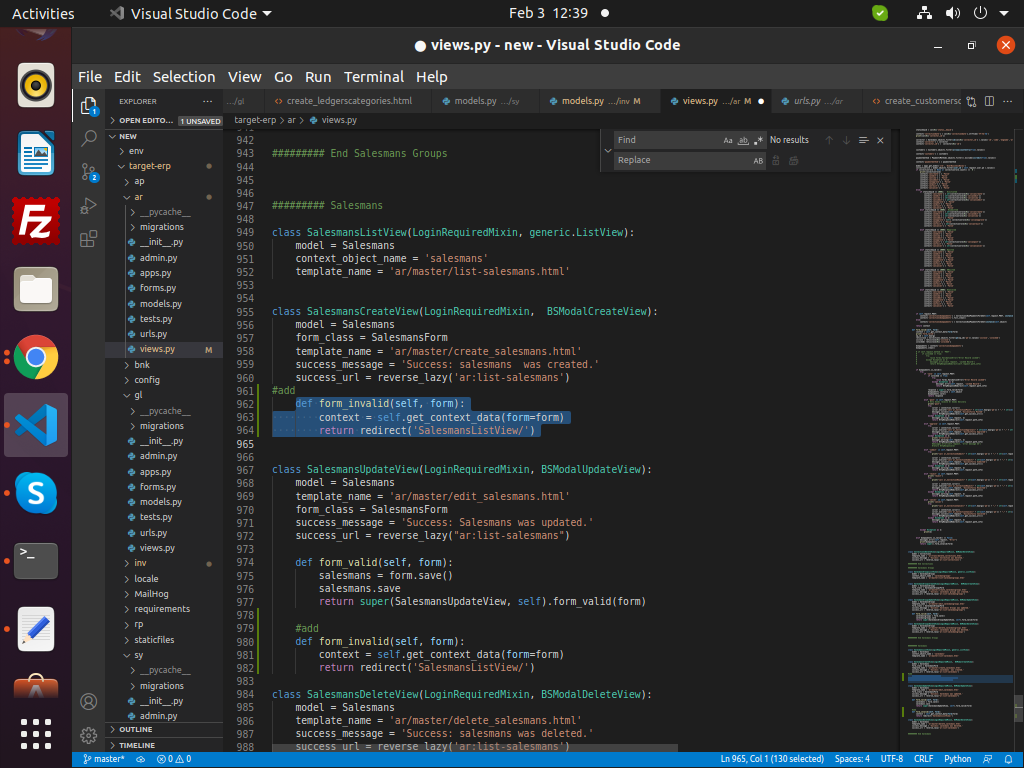 Activities Visual Studio Code Feb 3 12:39
views.py - new - Visual Studio Code
File Edit Selection View Go Run Terminal Help
EXPLORER ··· …/gl create_ledgerscategories.html models.py …/sy models.py …/inv M views.py …/ar M urls.py …/ar create_customersc ···
OPEN EDITO... 1 UNSAVED
target-erp > ar > views.py
NEW
env
target-erp
ap
ar
__pycache__
migrations
__init__.py
admin.py
apps.py
forms.py
models.py
tests.py
urls.py
views.py M
bnk
config
gl
__pycache__
migrations
__init__.py
admin.py
apps.py
forms.py
models.py
tests.py
urls.py
views.py
inv
locale
MailHog
requirements
rp
staticfiles
sy
__pycache__
migrations
__init__.py
admin.py
OUTLINE
TIMELINE
Find Aa ab .* No results
Replace AB
942
943 ######### End Salesmans Groups
944
945
946
947 ######### Salesmans
948
949 class SalesmansListView(LoginRequiredMixin, generic.ListView):
950     model = Salesmans
951     context_object_name = 'salesmans'
952     template_name = 'ar/master/list-salesmans.html'
953
954
955 class SalesmansCreateView(LoginRequiredMixin,  BSModalCreateView):
956     model = Salesmans
957     form_class = SalesmansForm
958     template_name = 'ar/master/create_salesmans.html'
959     success_message = 'Success: salesmans  was created.'
960     success_url = reverse_lazy('ar:list-salesmans')
961 #add
962     def form_invalid(self, form):
963         context = self.get_context_data(form=form)
964         return redirect('SalesmansListView/')
965
966
967 class SalesmansUpdateView(LoginRequiredMixin, BSModalUpdateView):
968     model = Salesmans
969     template_name = 'ar/master/edit_salesmans.html'
970     form_class = SalesmansForm
971     success_message = 'Success: Salesmans was updated.'
972     success_url = reverse_lazy("ar:list-salesmans")
973
974     def form_valid(self, form):
975         salesmans = form.save()
976         salesmans.save
977         return super(SalesmansUpdateView, self).form_valid(form)
978
979     #add
980     def form_invalid(self, form):
981         context = self.get_context_data(form=form)
982         return redirect('SalesmansListView/')
983
984 class SalesmansDeleteView(LoginRequiredMixin, BSModalDeleteView):
985     model = Salesmans
986     template_name = 'ar/master/delete_salesmans.html'
987     success_message = 'Success: salesmans was deleted.'
988     success_url = reverse_lazy('ar:list-salesmans')
master* 0 0 Ln 965, Col 1 (130 selected) Spaces: 4 UTF-8 CRLF Python